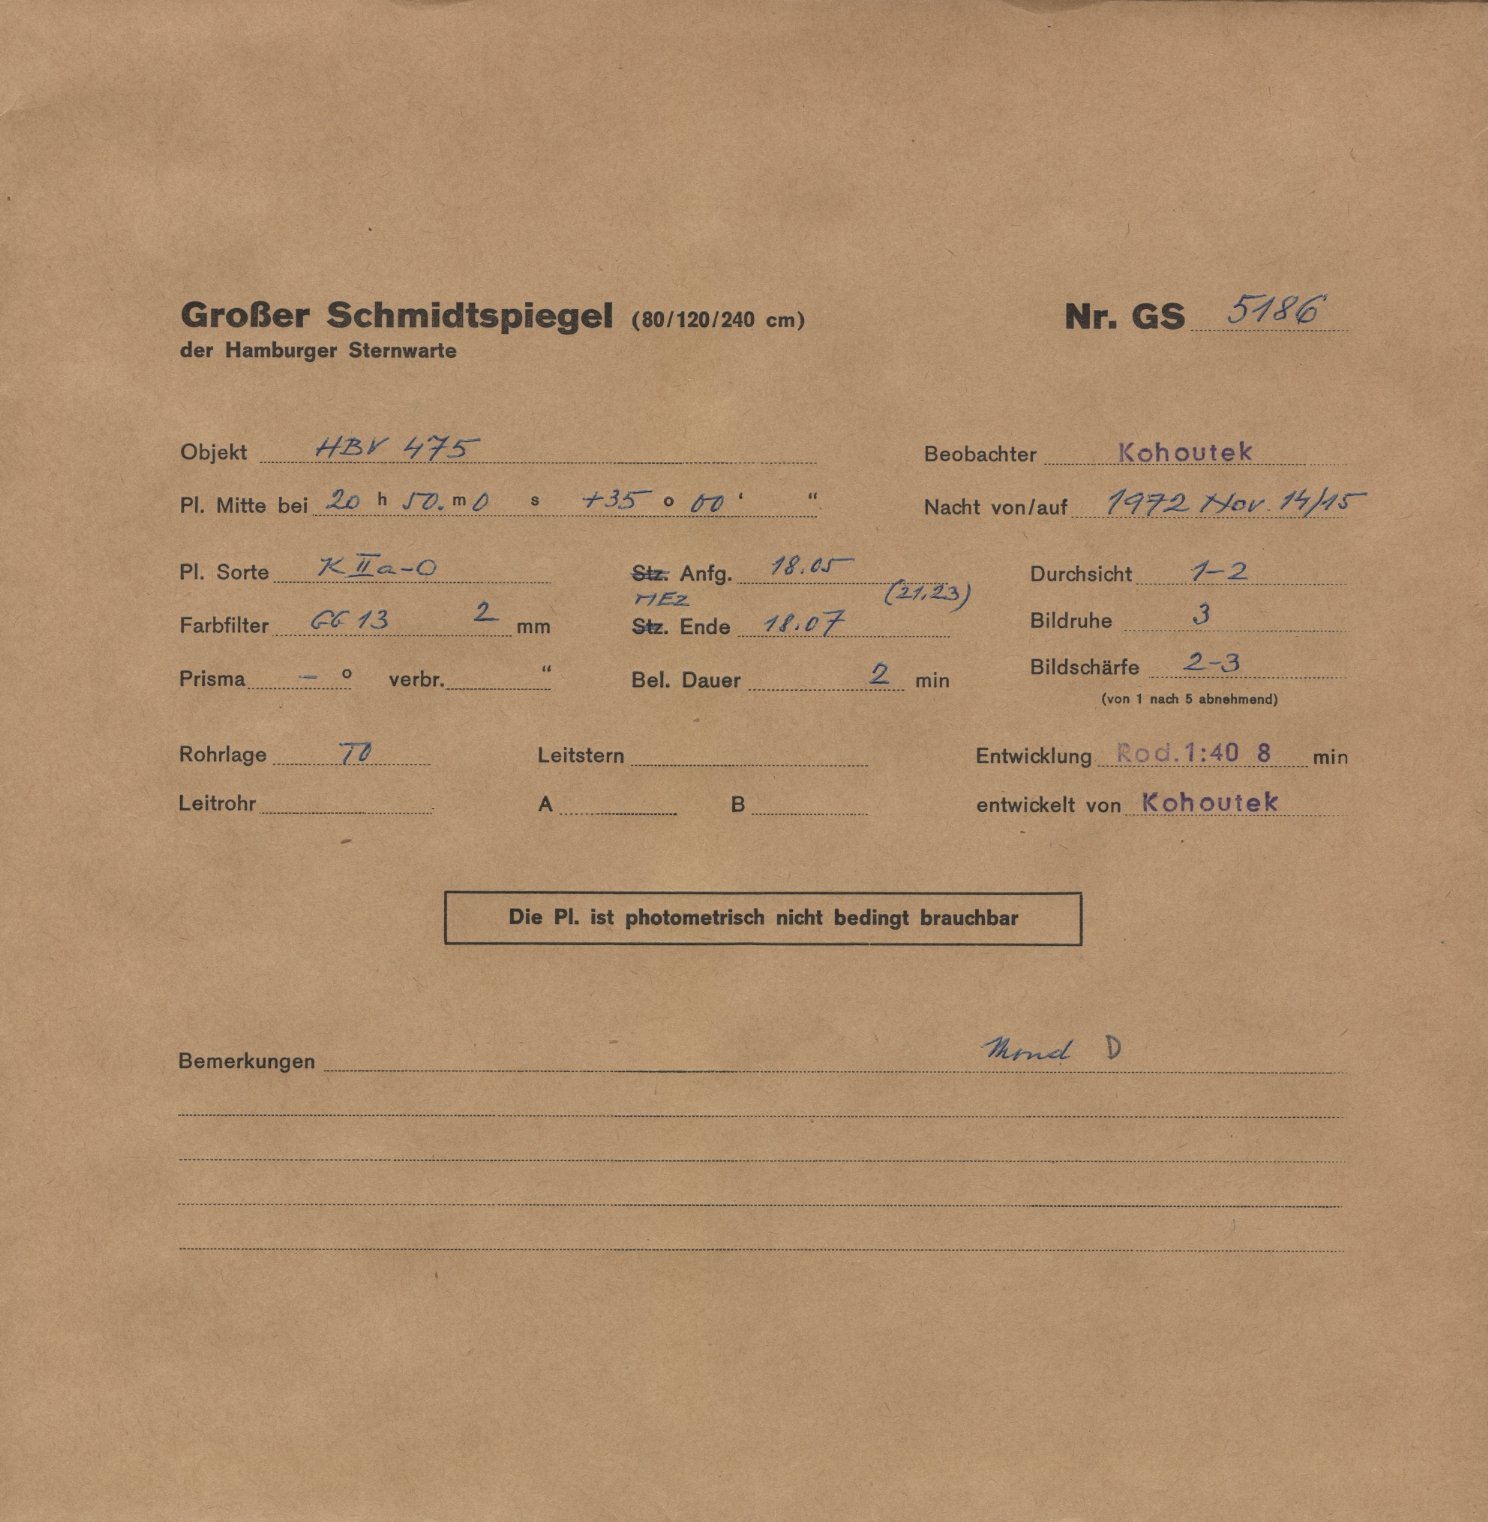 Großer Schmidtspiegel (80/120/240 cm) Nr. GS 5186
der Hamburger Sternwarte
Objekt HBV 475 Beobachter Kohoutek
Pl. Mitte bei 20 h 50. m 0 s +35 o 00 ' " Nacht von/auf 1972 Nov. 14/15
Pl. Sorte K IIa-O Stz. Anfg. 18.05 Durchsicht 1-2
MEZ (21.23)
Farbfilter GG 13 2 mm Stz. Ende 18.07 Bildruhe 3
Prisma – o verbr. " Bel. Dauer 2 min Bildschärfe 2-3
(von 1 nach 5 abnehmend)
Rohrlage TO Leitstern Entwicklung Rod.1:40 8 min
Leitrohr A B entwickelt von Kohoutek
Die Pl. ist photometrisch nicht bedingt brauchbar
Bemerkungen Mond D